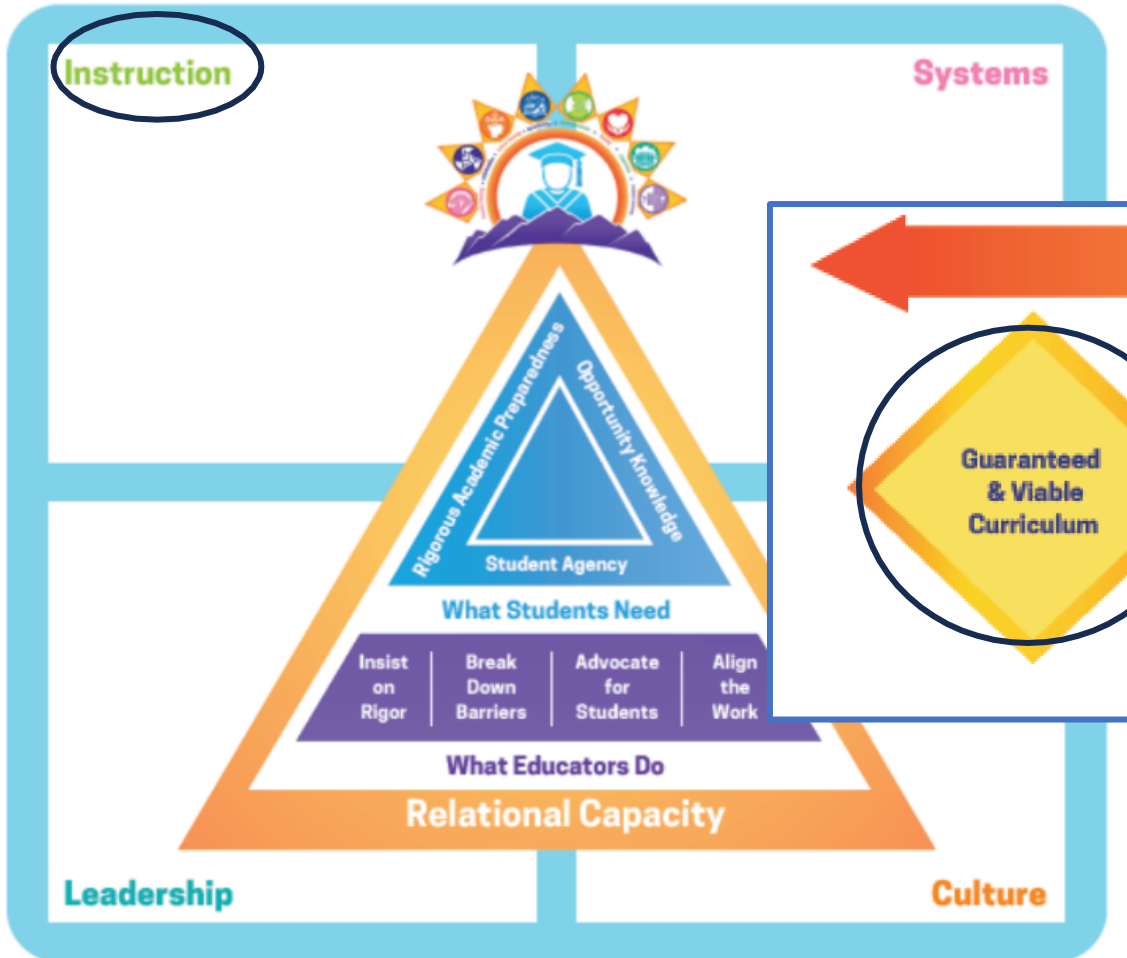 Instruction
Systems
Rigorous Academic Preparedness
Opportunity Knowledge
Student Agency
What Students Need
Insist
on
Rigor
Break
Down
Barriers
Advocate
for
Students
Align
the
Work
What Educators Do
Relational Capacity
Guaranteed
& Viable
Curriculum
Leadership
Culture